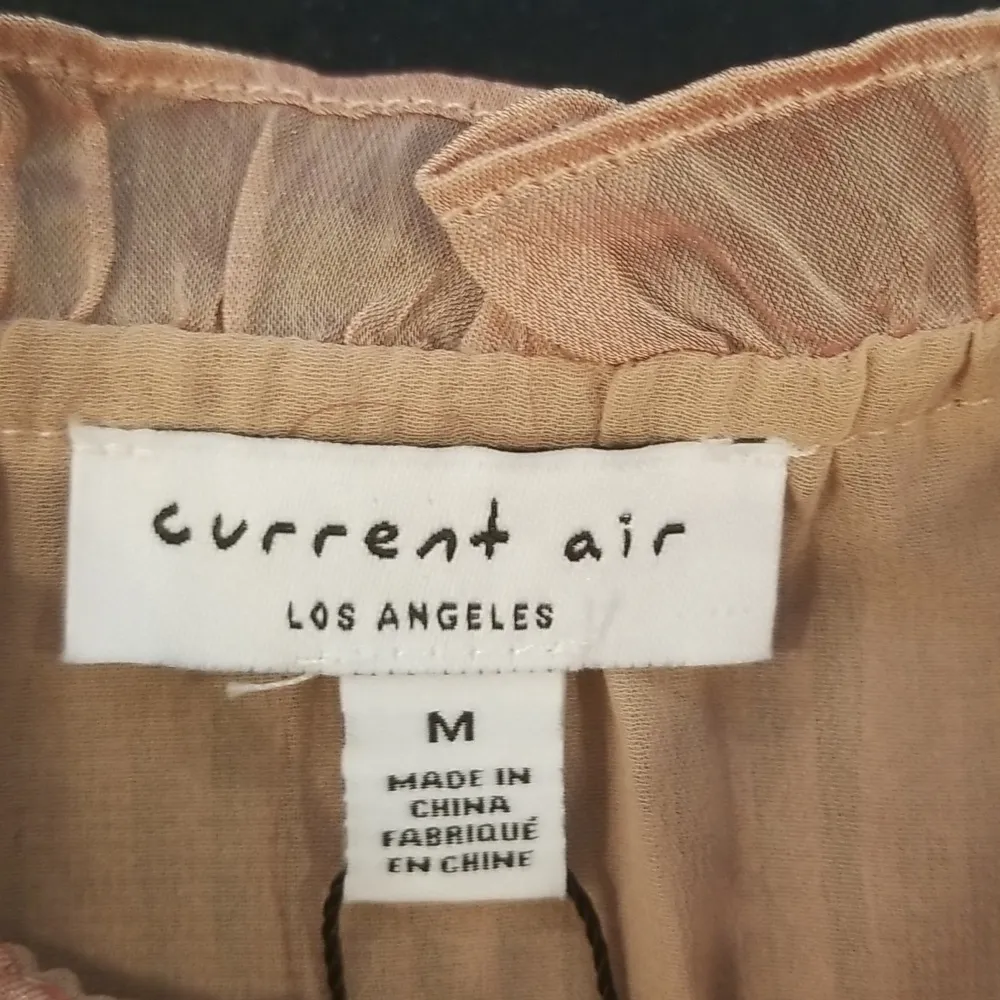 current air
LOS ANGELES
M
MADE IN
CHINA
FABRIQUÉ
EN CHINE